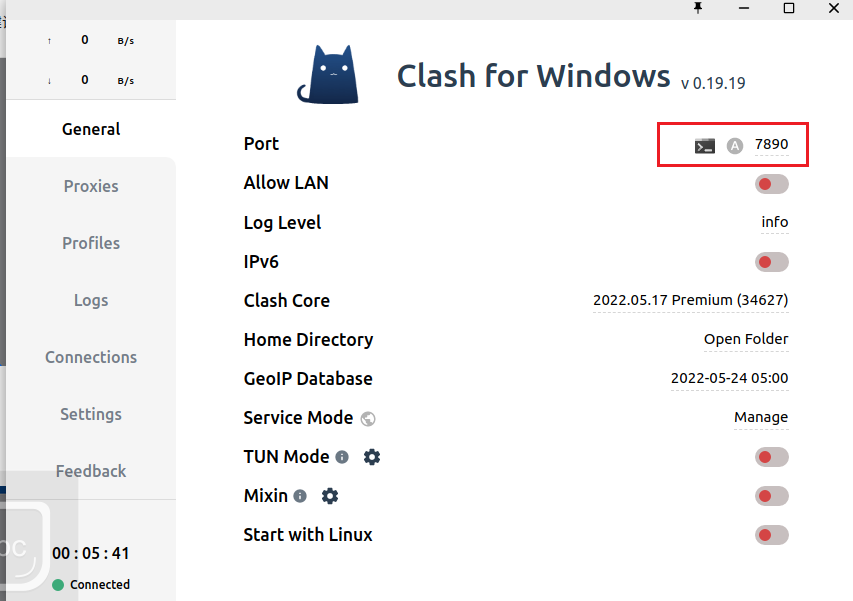 ↑ 0 B/s
↓ 0 B/s
General
Proxies
Profiles
Logs
Connections
Settings
Feedback
00 : 05 : 41
Connected
Clash for Windows v 0.19.19
Port A 7890
Allow LAN
Log Level info
IPv6
Clash Core 2022.05.17 Premium (34627)
Home Directory Open Folder
GeoIP Database 2022-05-24 05:00
Service Mode Manage
TUN Mode
Mixin
Start with Linux